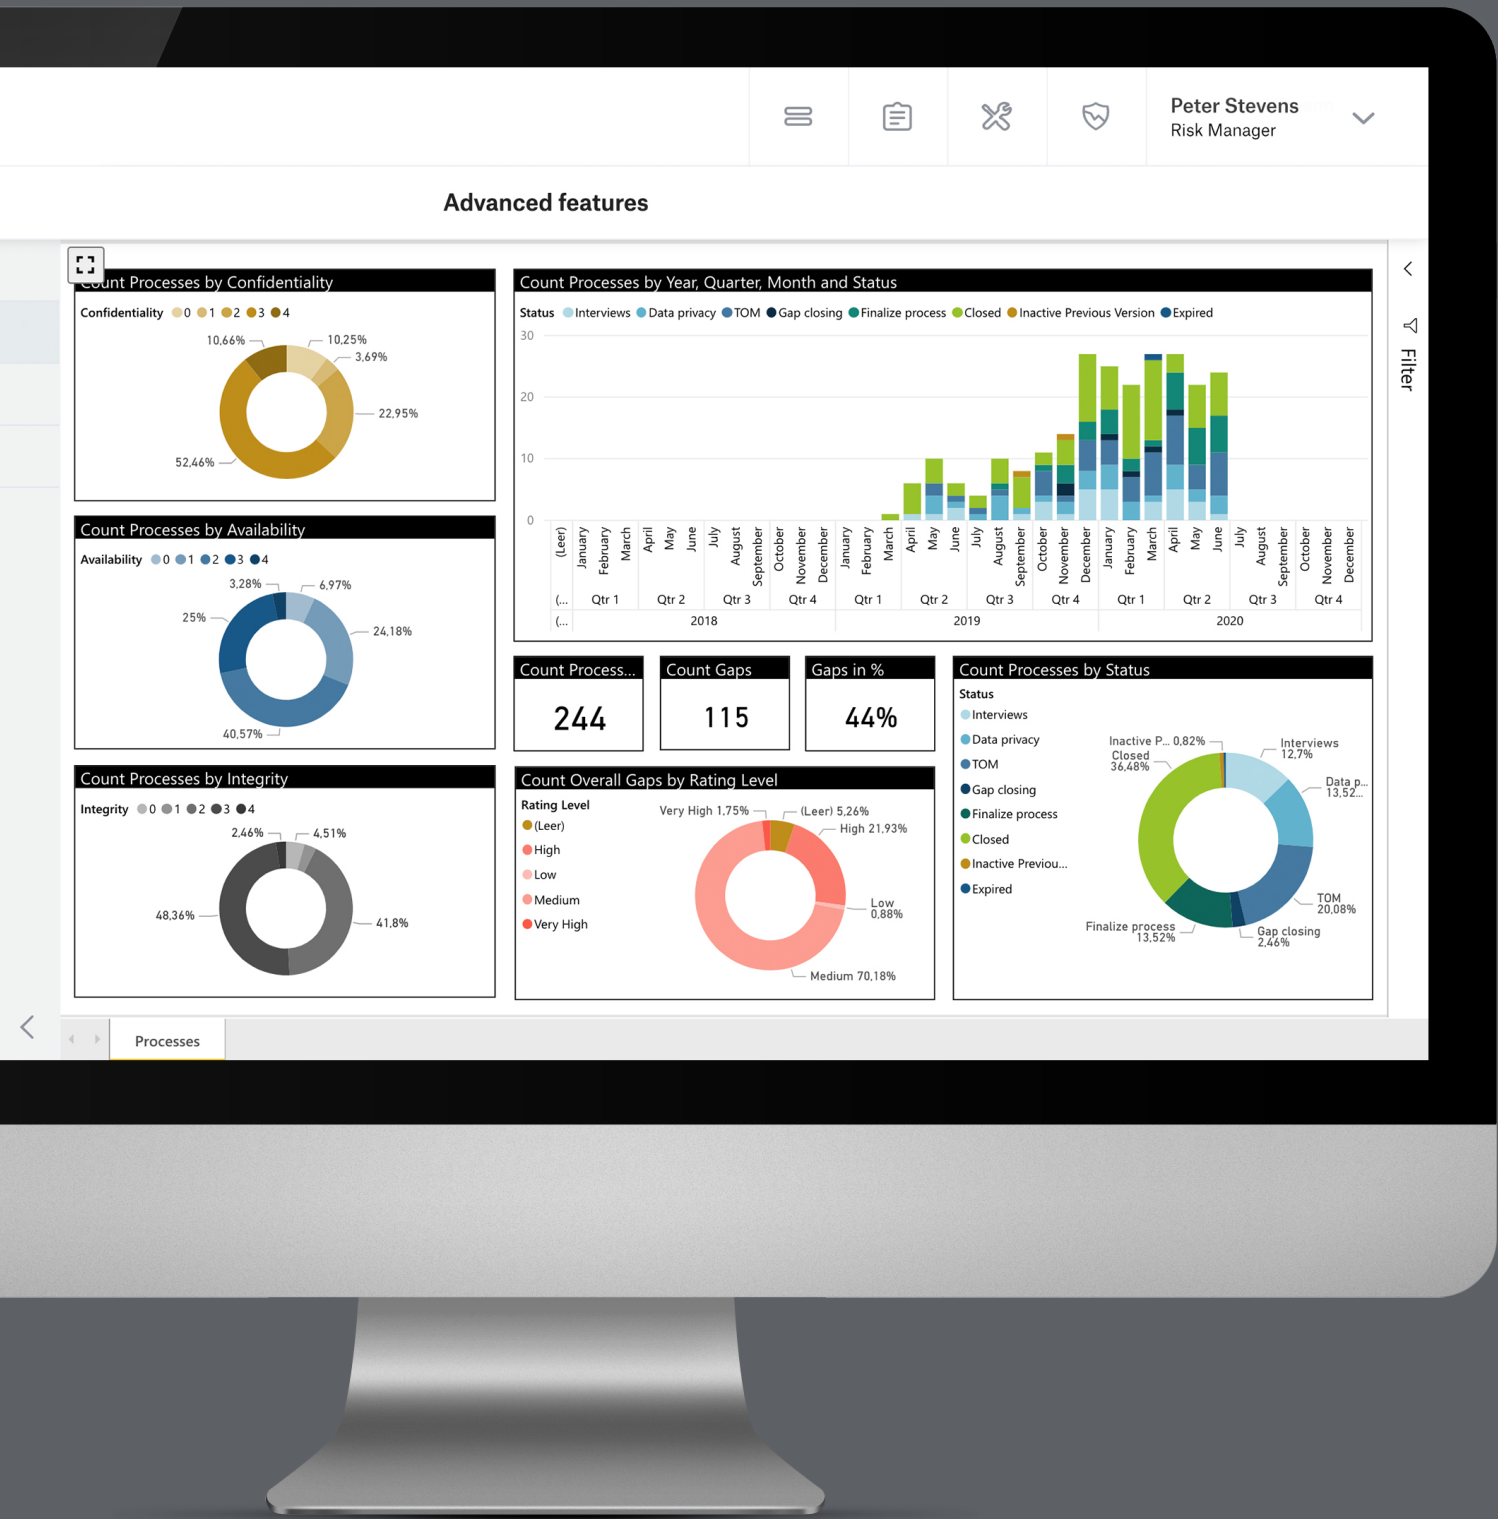 Peter Stevens
Risk Manager
Advanced features
ount Processes by Confidentiality
Confidentiality 0 1 2 3 4
10,66% 10,25%
3,69%
22,95%
52,46%
Count Processes by Availability
Availability 0 1 2 3 4
3,28% 6,97%
25% 24,18%
40,57%
Count Processes by Integrity
Integrity 0 1 2 3 4
2,46% 4,51%
48,36% 41,8%
Count Processes by Year, Quarter, Month and Status
Status Interviews Data privacy TOM Gap closing Finalize process Closed Inactive Previous Version Expired
30
20
10
0
(Leer) January February March April May June July August September October November December January February March April May June July August September October November December January February March April May June July August September October November December
(... Qtr 1 Qtr 2 Qtr 3 Qtr 4 Qtr 1 Qtr 2 Qtr 3 Qtr 4 Qtr 1 Qtr 2 Qtr 3 Qtr 4
(... 2018 2019 2020
Count Process...
244
Count Gaps
115
Gaps in %
44%
Count Overall Gaps by Rating Level
Rating Level
(Leer)
High
Low
Medium
Very High
Very High 1,75% (Leer) 5,26%
High 21,93%
Low
0,88%
Medium 70,18%
Count Processes by Status
Status
Interviews
Data privacy
TOM
Gap closing
Finalize process
Closed
Inactive Previou...
Expired
Inactive P... 0,82%
Closed
36,48%
Interviews
12,7%
Data p...
13,52...
TOM
20,08%
Gap closing
2,46%
Finalize process
13,52%
Filter
Processes